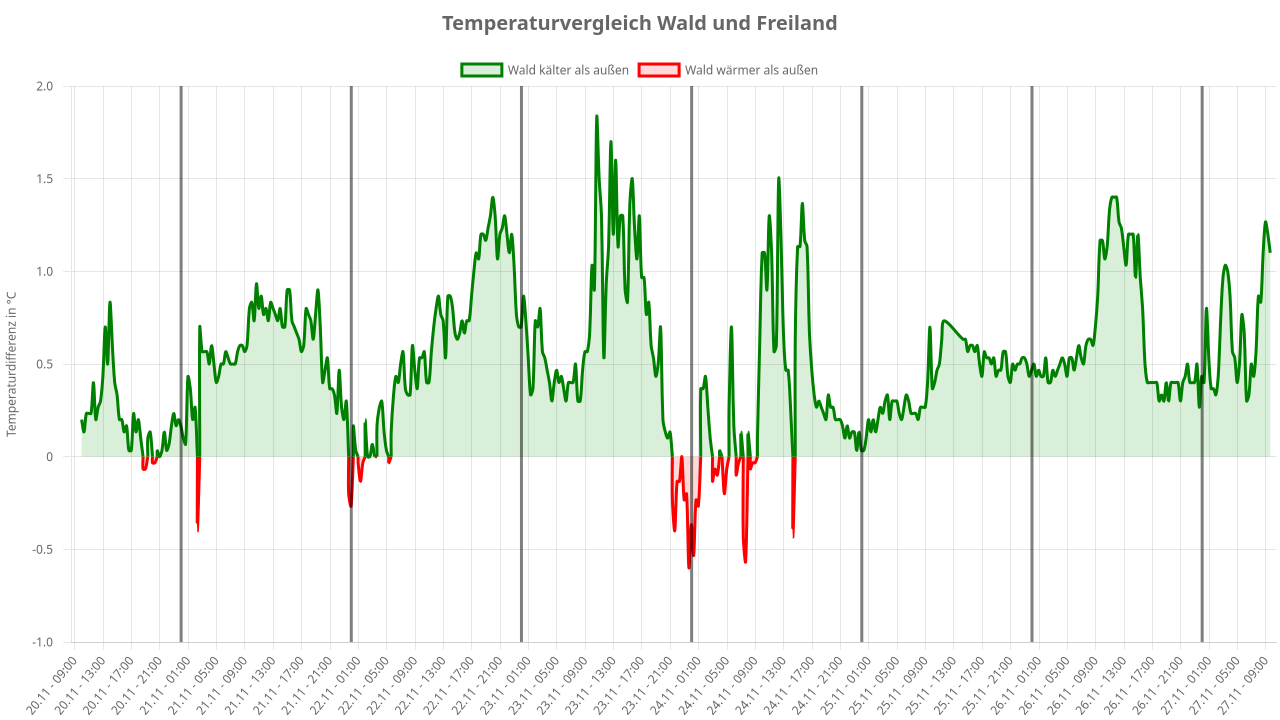 Temperaturvergleich Wald und Freiland
Wald kälter als außen Wald wärmer als außen
Temperaturdifferenz in °C
2.0
1.5
1.0
0.5
0
-0.5
-1.0
20.11 - 09:00
20.11 - 13:00
20.11 - 17:00
20.11 - 21:00
21.11 - 01:00
21.11 - 05:00
21.11 - 09:00
21.11 - 13:00
21.11 - 17:00
21.11 - 21:00
22.11 - 01:00
22.11 - 05:00
22.11 - 09:00
22.11 - 13:00
22.11 - 17:00
22.11 - 21:00
23.11 - 01:00
23.11 - 05:00
23.11 - 09:00
23.11 - 13:00
23.11 - 17:00
23.11 - 21:00
24.11 - 01:00
24.11 - 05:00
24.11 - 09:00
24.11 - 13:00
24.11 - 17:00
24.11 - 21:00
25.11 - 01:00
25.11 - 05:00
25.11 - 09:00
25.11 - 13:00
25.11 - 17:00
25.11 - 21:00
26.11 - 01:00
26.11 - 05:00
26.11 - 09:00
26.11 - 13:00
26.11 - 17:00
26.11 - 21:00
27.11 - 01:00
27.11 - 05:00
27.11 - 09:00